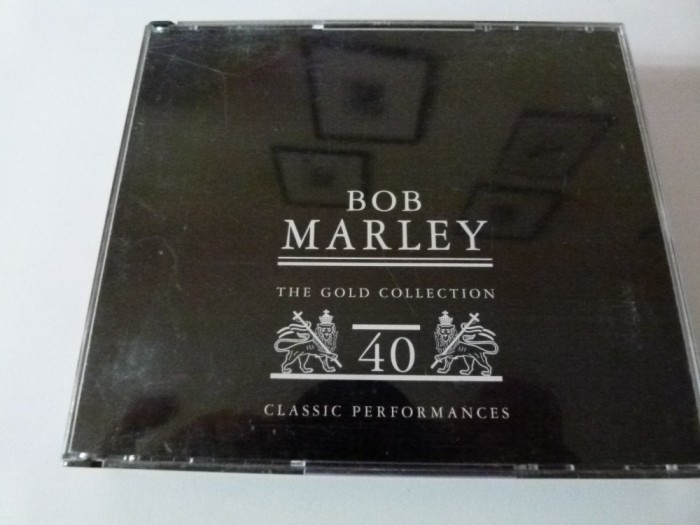 BOB
MARLEY
THE GOLD COLLECTION
40
CLASSIC PERFORMANCES